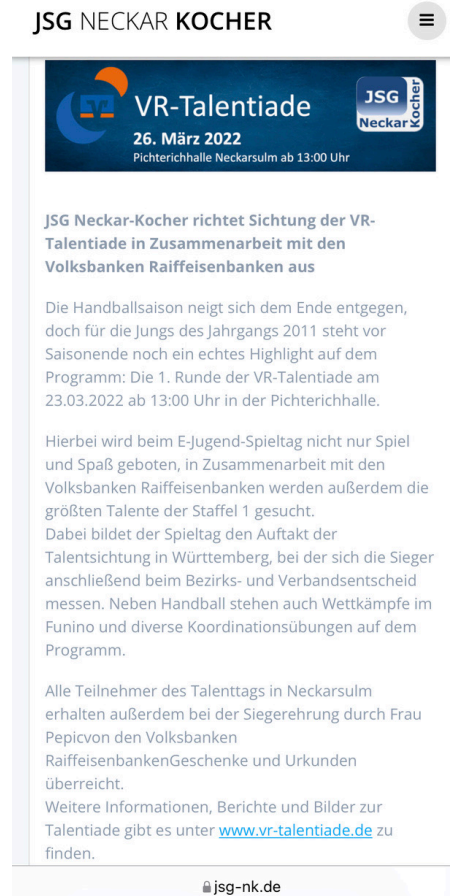 JSG NECKAR KOCHER
VR-Talentiade
26. März 2022
Pichterichhalle Neckarsulm ab 13:00 Uhr
JSG
Neckar
Kocher
JSG Neckar-Kocher richtet Sichtung der VR-
Talentiade in Zusammenarbeit mit den
Volksbanken Raiffeisenbanken aus
Die Handballsaison neigt sich dem Ende entgegen,
doch für die Jungs des Jahrgangs 2011 steht vor
Saisonende noch ein echtes Highlight auf dem
Programm: Die 1. Runde der VR-Talentiade am
23.03.2022 ab 13:00 Uhr in der Pichterichhalle.
Hierbei wird beim E-Jugend-Spieltag nicht nur Spiel
und Spaß geboten, in Zusammenarbeit mit den
Volksbanken Raiffeisenbanken werden außerdem die
größten Talente der Staffel 1 gesucht.
Dabei bildet der Spieltag den Auftakt der
Talentsichtung in Württemberg, bei der sich die Sieger
anschließend beim Bezirks- und Verbandsentscheid
messen. Neben Handball stehen auch Wettkämpfe im
Funino und diverse Koordinationsübungen auf dem
Programm.
Alle Teilnehmer des Talenttags in Neckarsulm
erhalten außerdem bei der Siegerehrung durch Frau
Pepicvon den Volksbanken
RaiffeisenbankenGeschenke und Urkunden
überreicht.
Weitere Informationen, Berichte und Bilder zur
Talentiade gibt es unter www.vr-talentiade.de zu
finden.
jsg-nk.de